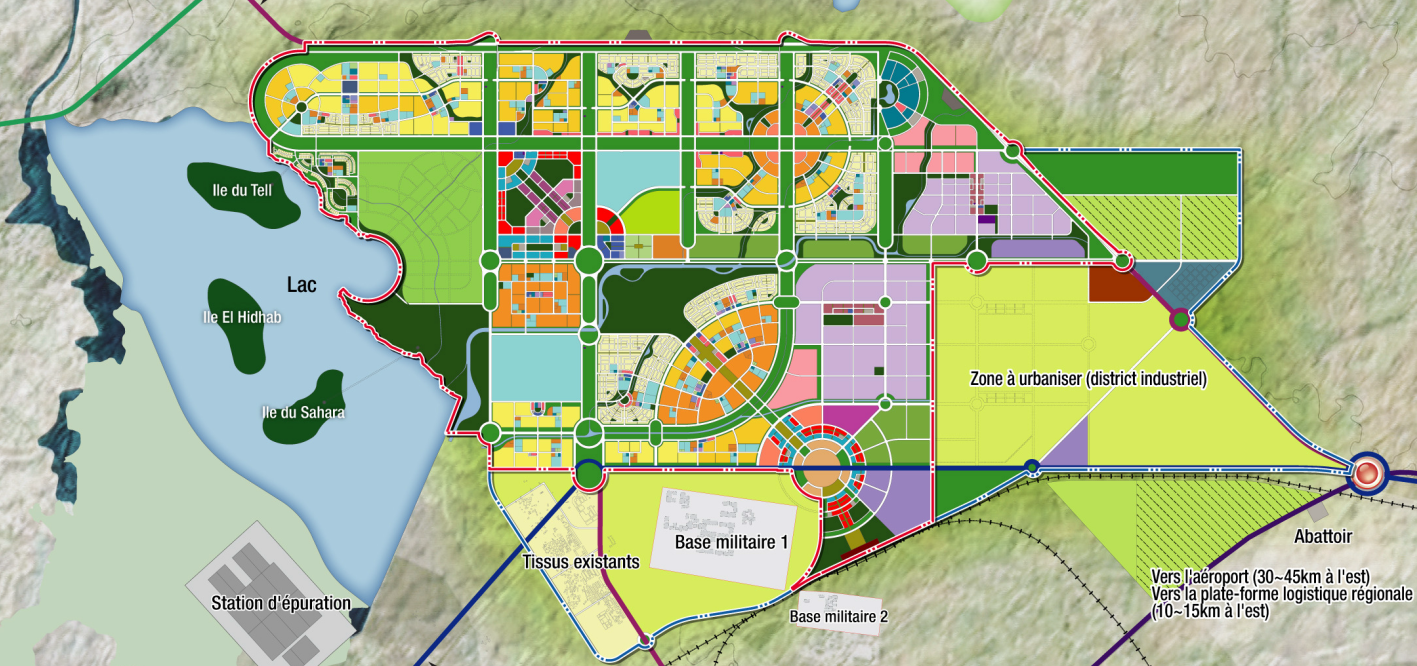 Ile du Tell
Lac
Ile El Hidhab
Ile du Sahara
Zone à urbaniser (district industriel)
Base militaire 1
Tissus existants
Abattoir
Station d'épuration
Vers l'aéroport (30~45km à l'est)
Vers la plate-forme logistique régionale
(10~15km à l'est)
Base militaire 2